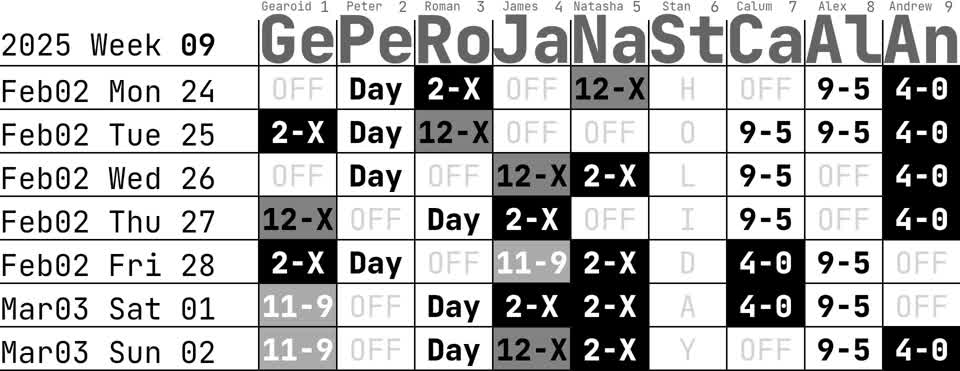 Gearoid 1 Peter 2 Roman 3 James 4 Natasha 5 Stan 6 Calum 7 Alex 8 Andrew 9
2025 Week 09 Ge Pe Ro Ja Na St Ca Al An
Feb02 Mon 24 OFF Day 2-X OFF 12-X H OFF 9-5 4-0
Feb02 Tue 25 2-X Day 12-X OFF OFF O 9-5 9-5 4-0
Feb02 Wed 26 OFF Day OFF 12-X 2-X L 9-5 OFF 4-0
Feb02 Thu 27 12-X OFF Day 2-X OFF I 9-5 OFF 4-0
Feb02 Fri 28 2-X Day OFF 11-9 2-X D 4-0 9-5 OFF
Mar03 Sat 01 11-9 OFF Day 2-X 2-X A 4-0 9-5 OFF
Mar03 Sun 02 11-9 OFF Day 12-X 2-X Y OFF 9-5 4-0